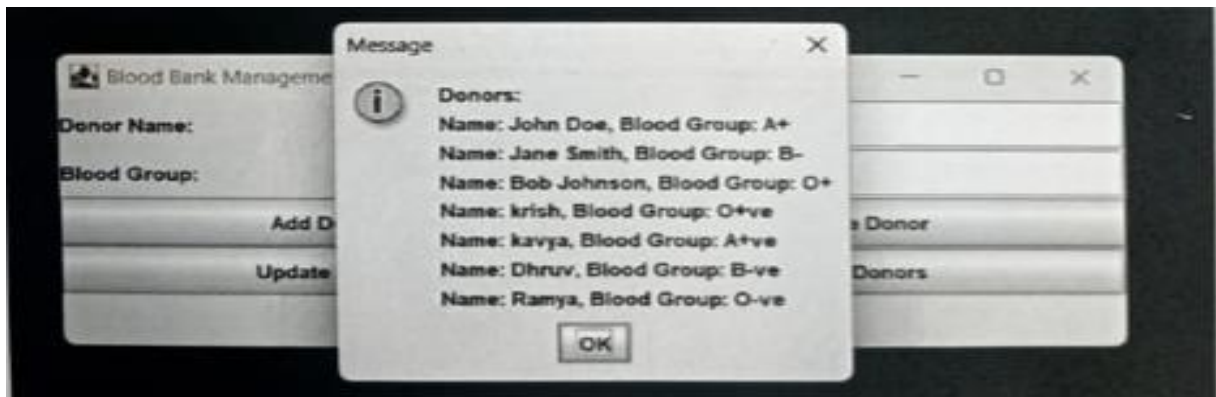 Message
Blood Bank Manageme
Donors:
Donor Name:
Name: John Doe, Blood Group: A+
Name: Jane Smith, Blood Group: B-
Blood Group:
Name: Bob Johnson, Blood Group: O+
Name: krish, Blood Group: O+ve
Add D
Donor
Name: kavya, Blood Group: A+ve
Update
Name: Dhruv, Blood Group: B-ve
Donors
Name: Ramya, Blood Group: O-ve
OK